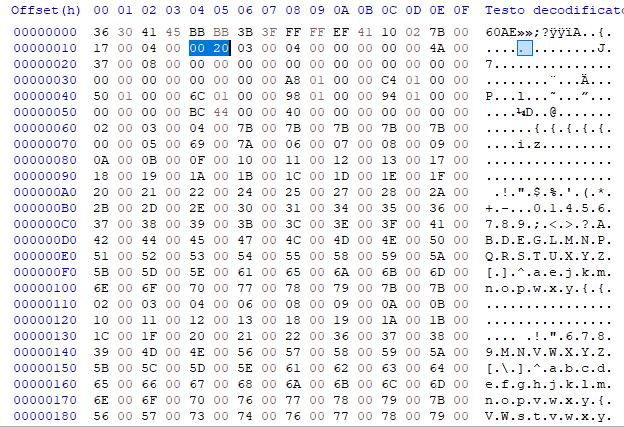 Offset(h) 00 01 02 03 04 05 06 07 08 09 0A 0B 0C 0D 0E 0F Testo decodificato
00000000 36 30 41 45 BB BB 3B 3F FF FF EF 41 10 02 7B 00 60AE»»;?ÿÿïA..{.
00000010 17 00 04 00 00 20 03 00 04 00 00 00 00 00 4A 00 ..... ........J.
00000020 37 00 08 00 00 00 00 00 00 00 00 00 00 00 00 00 7...............
00000030 00 00 00 00 00 00 00 00 A8 01 00 00 C4 01 00 00 ........¨...Ä...
00000040 50 01 00 00 6C 01 00 00 98 01 00 00 94 01 00 00 P...l...˜...”...
00000050 00 00 00 00 BC 44 00 00 40 00 00 00 00 00 00 00 ....¼D..@.......
00000060 02 00 03 00 04 00 7B 00 7B 00 7B 00 7B 00 7B 00 ......{.{.{.{.{.
00000070 00 00 05 00 69 00 7A 00 06 00 07 00 08 00 09 00 ....i.z.........
00000080 0A 00 0B 00 0F 00 10 00 11 00 12 00 13 00 17 00 ................
00000090 18 00 19 00 1A 00 1B 00 1C 00 1D 00 1E 00 1F 00 ................
000000A0 20 00 21 00 22 00 24 00 25 00 27 00 28 00 2A 00  .!.".$.%.'.(.*.
000000B0 2B 00 2D 00 2E 00 30 00 31 00 34 00 35 00 36 00 +.-...0.1.4.5.6.
000000C0 37 00 38 00 39 00 3B 00 3C 00 3E 00 3F 00 41 00 7.8.9.;.<.>.?.A.
000000D0 42 00 44 00 45 00 47 00 4C 00 4D 00 4E 00 50 00 B.D.E.G.L.M.N.P.
000000E0 51 00 52 00 53 00 54 00 55 00 58 00 59 00 5A 00 Q.R.S.T.U.X.Y.Z.
000000F0 5B 00 5D 00 5E 00 61 00 65 00 6A 00 6B 00 6D 00 [.].^.a.e.j.k.m.
00000100 6E 00 6F 00 70 00 77 00 78 00 79 00 7B 00 7B 00 n.o.p.w.x.y.{.{.
00000110 02 00 03 00 04 00 06 00 08 00 09 00 0A 00 0B 00 ................
00000120 10 00 11 00 12 00 13 00 18 00 19 00 1A 00 1B 00 ................
00000130 1C 00 1F 00 20 00 21 00 22 00 36 00 37 00 38 00 .... .!.".6.7.8.
00000140 39 00 4D 00 4E 00 56 00 57 00 58 00 59 00 5A 00 9.M.N.V.W.X.Y.Z.
00000150 5B 00 5C 00 5D 00 5E 00 61 00 62 00 63 00 64 00 [.\.].^.a.b.c.d.
00000160 65 00 66 00 67 00 68 00 6A 00 6B 00 6C 00 6D 00 e.f.g.h.j.k.l.m.
00000170 6E 00 6F 00 70 00 76 00 77 00 78 00 79 00 7B 00 n.o.p.v.w.x.y.{.
00000180 56 00 57 00 73 00 74 00 76 00 77 00 78 00 79 00 V.W.s.t.v.w.x.y.